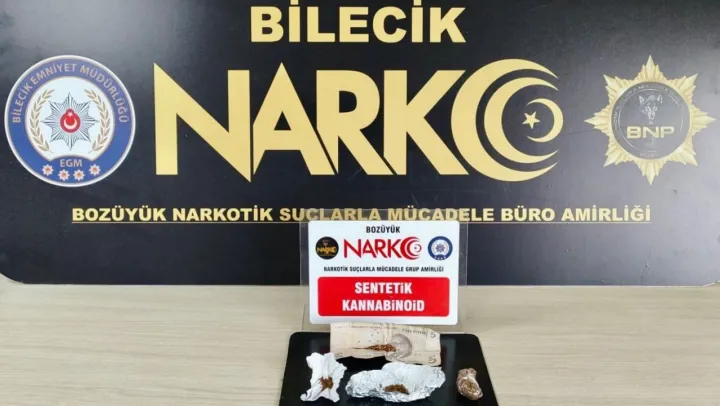 BİLECİK
NARKO
BİLECİK EMNİYET MÜDÜRLÜĞÜ
EGM
BNP
BOZÜYÜK NARKOTİK SUÇLARLA MÜCADELE BÜRO AMİRLİĞİ
BOZÜYÜK
NARKO
NARKOTİK SUÇLARLA MÜCADELE GRUP AMİRLİĞİ
SENTETİK
KANNABİNOİD
5